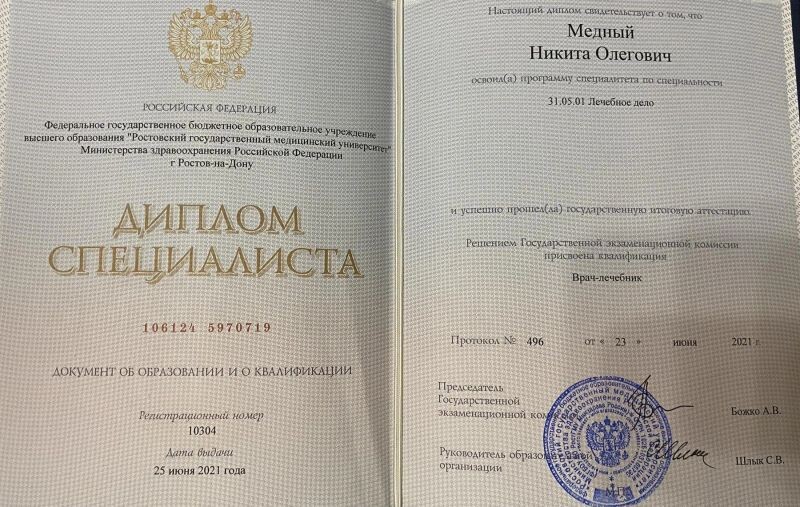 РОССИЙСКАЯ ФЕДЕРАЦИЯ
Федеральное государственное бюджетное образовательное учреждение
высшего образования "Ростовский государственный медицинский университет"
Министерства здравоохранения Российской Федерации
г Ростов-на-Дону
ДИПЛОМ
СПЕЦИАЛИСТА
106124 5970719
ДОКУМЕНТ ОБ ОБРАЗОВАНИИ И О КВАЛИФИКАЦИИ
Регистрационный номер
10304
Дата выдачи
25 июня 2021 года
Настоящий диплом свидетельствует о том, что
Медный
Никита Олегович
освоил(а) программу специалитета по специальности
31.05.01 Лечебное дело
и успешно прошел(ла) государственную итоговую аттестацию
Решением Государственной экзаменационной комиссии
присвоена квалификация
Врач-лечебник
Протокол № 496 от « 23 » июня 2021 г.
Председатель
Государственной
экзаменационной Божко А.В.
Руководитель
организации Шлык С.В.
М.П.